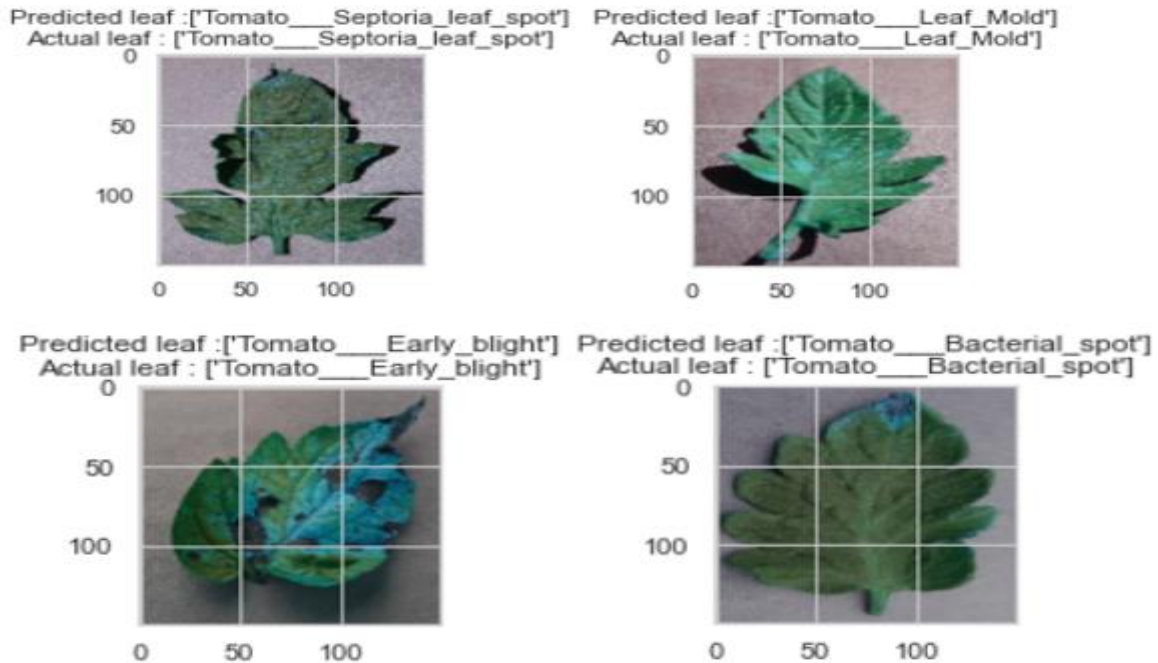 Predicted leaf :['Tomato___Septoria_leaf_spot']
Actual leaf : ['Tomato___Septoria_leaf_spot']
0
50
100
0 50 100
Predicted leaf :['Tomato___Leaf_Mold']
Actual leaf : ['Tomato___Leaf_Mold']
0
50
100
0 50 100
Predicted leaf :['Tomato___Early_blight']
Actual leaf : ['Tomato___Early_blight']
0
50
100
0 50 100
Predicted leaf :['Tomato___Bacterial_spot']
Actual leaf : ['Tomato___Bacterial_spot']
0
50
100
0 50 100